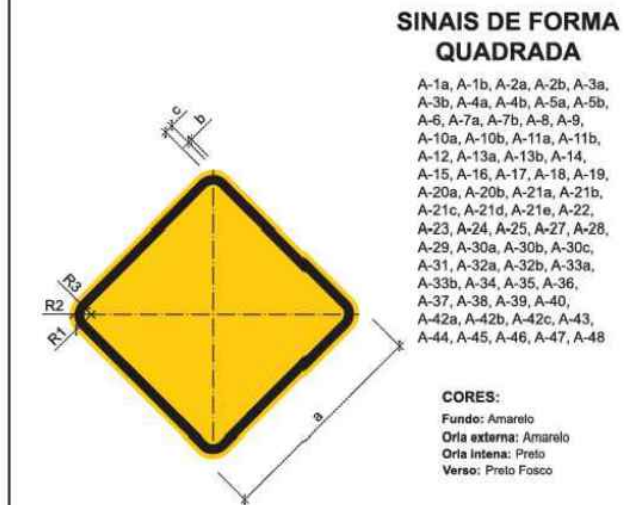 SINAIS DE FORMA
QUADRADA
A-1a, A-1b, A-2a, A-2b, A-3a,
A-3b, A-4a, A-4b, A-5a, A-5b,
A-6, A-7a, A-7b, A-8, A-9,
A-10a, A-10b, A-11a, A-11b,
A-12, A-13a, A-13b, A-14,
A-15, A-16, A-17, A-18, A-19,
A-20a, A-20b, A-21a, A-21b,
A-21c, A-21d, A-21e, A-22,
A-23, A-24, A-25, A-27, A-28,
A-29, A-30a, A-30b, A-30c,
A-31, A-32a, A-32b, A-33a,
A-33b, A-34, A-35, A-36,
A-37, A-38, A-39, A-40,
A-42a, A-42b, A-42c, A-43,
A-44, A-45, A-46, A-47, A-48
c
b
R3
R2
R1
a
CORES:
Fundo: Amarelo
Orla externa: Amarelo
Orla intena: Preto
Verso: Preto Fosco